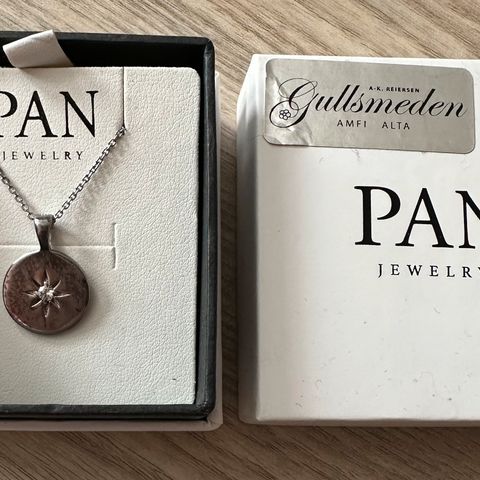 PAN
JEWELRY
A-K. REIERSEN
Gullsmeden
AMFI ALTA
PAN
JEWELRY